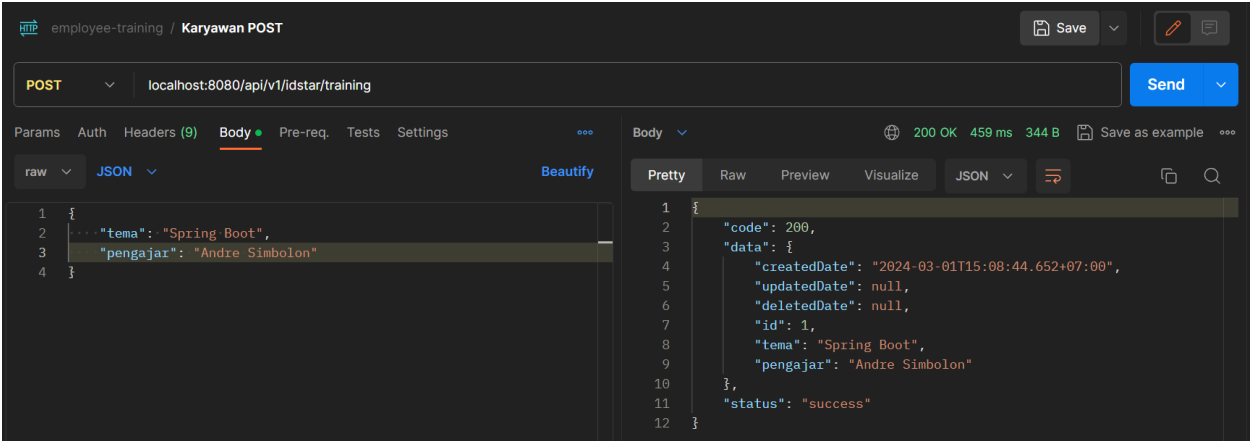 HTTP employee-training / Karyawan POST Save
POST localhost:8080/api/v1/idstar/training Send
Params Auth Headers (9) Body Pre-req. Tests Settings
raw JSON Beautify
1 {
2 "tema": "Spring Boot",
3 "pengajar": "Andre Simbolon"
4 }
Body 200 OK 459 ms 344 B Save as example
Pretty Raw Preview Visualize JSON
1 {
2 "code": 200,
3 "data": {
4 "createdDate": "2024-03-01T15:08:44.652+07:00",
5 "updatedDate": null,
6 "deletedDate": null,
7 "id": 1,
8 "tema": "Spring Boot",
9 "pengajar": "Andre Simbolon"
10 },
11 "status": "success"
12 }